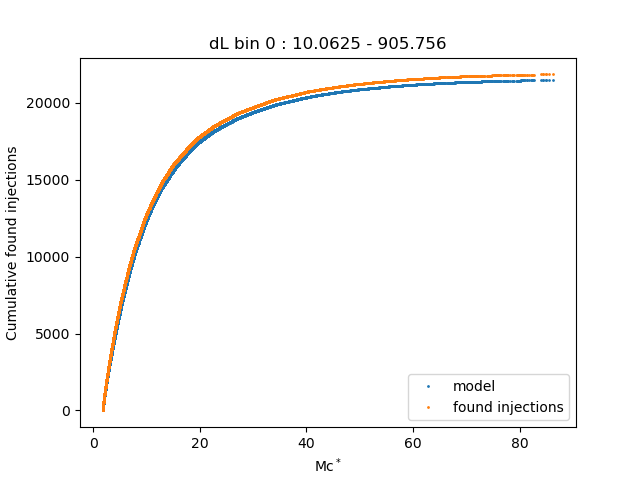 dL bin 0 : 10.0625 - 905.756
Cumulative found injections
20000
15000
10000
5000
0
0 20 40 60 80
Mc*
model
found injections